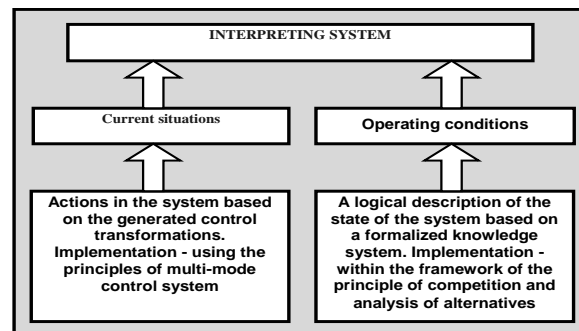 INTERPRETING SYSTEM
Current situations
Operating conditions
Actions in the system based
on the generated control
transformations.
Implementation - using the
principles of multi-mode
control system
A logical description of the
state of the system based on
a formalized knowledge
system. Implementation -
within the framework of the
principle of competition and
analysis of alternatives